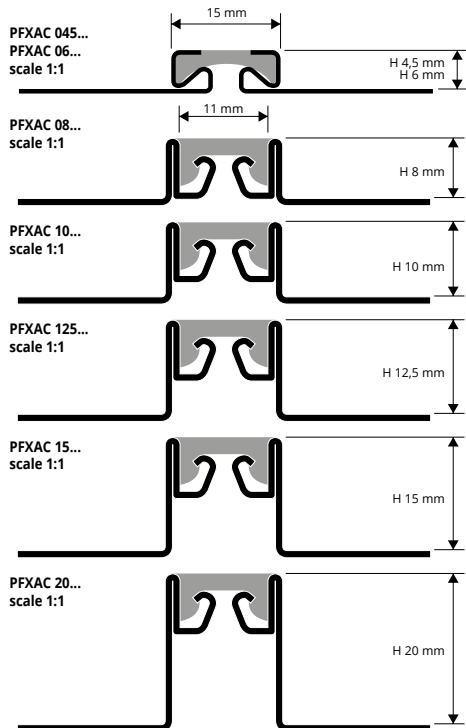 15 mm
PFXAC 045...
PFXAC 06...
scale 1:1
H 4,5 mm
H 6 mm
11 mm
PFXAC 08...
scale 1:1
H 8 mm
PFXAC 10...
scale 1:1
H 10 mm
PFXAC 125...
scale 1:1
H 12,5 mm
PFXAC 15...
scale 1:1
H 15 mm
PFXAC 20...
scale 1:1
H 20 mm